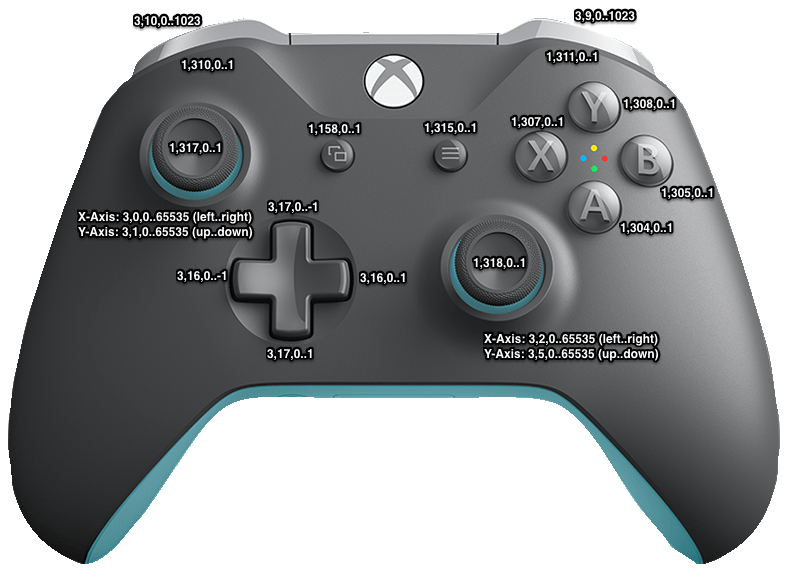 3,10,0..1023
3,9,0..1023
1,310,0..1
1,311,0..1
Y
1,308,0..1
1,307,0..1
1,158,0..1
1,315,0..1
1,317,0..1
X
B
1,305,0..1
A
1,304,0..1
X-Axis: 3,0,0..65535 (left..right)
Y-Axis: 3,1,0..65535 (up..down)
3,17,0..-1
3,16,0..-1
3,16,0..1
1,318,0..1
3,17,0..1
X-Axis: 3,2,0..65535 (left..right)
Y-Axis: 3,5,0..65535 (up..down)